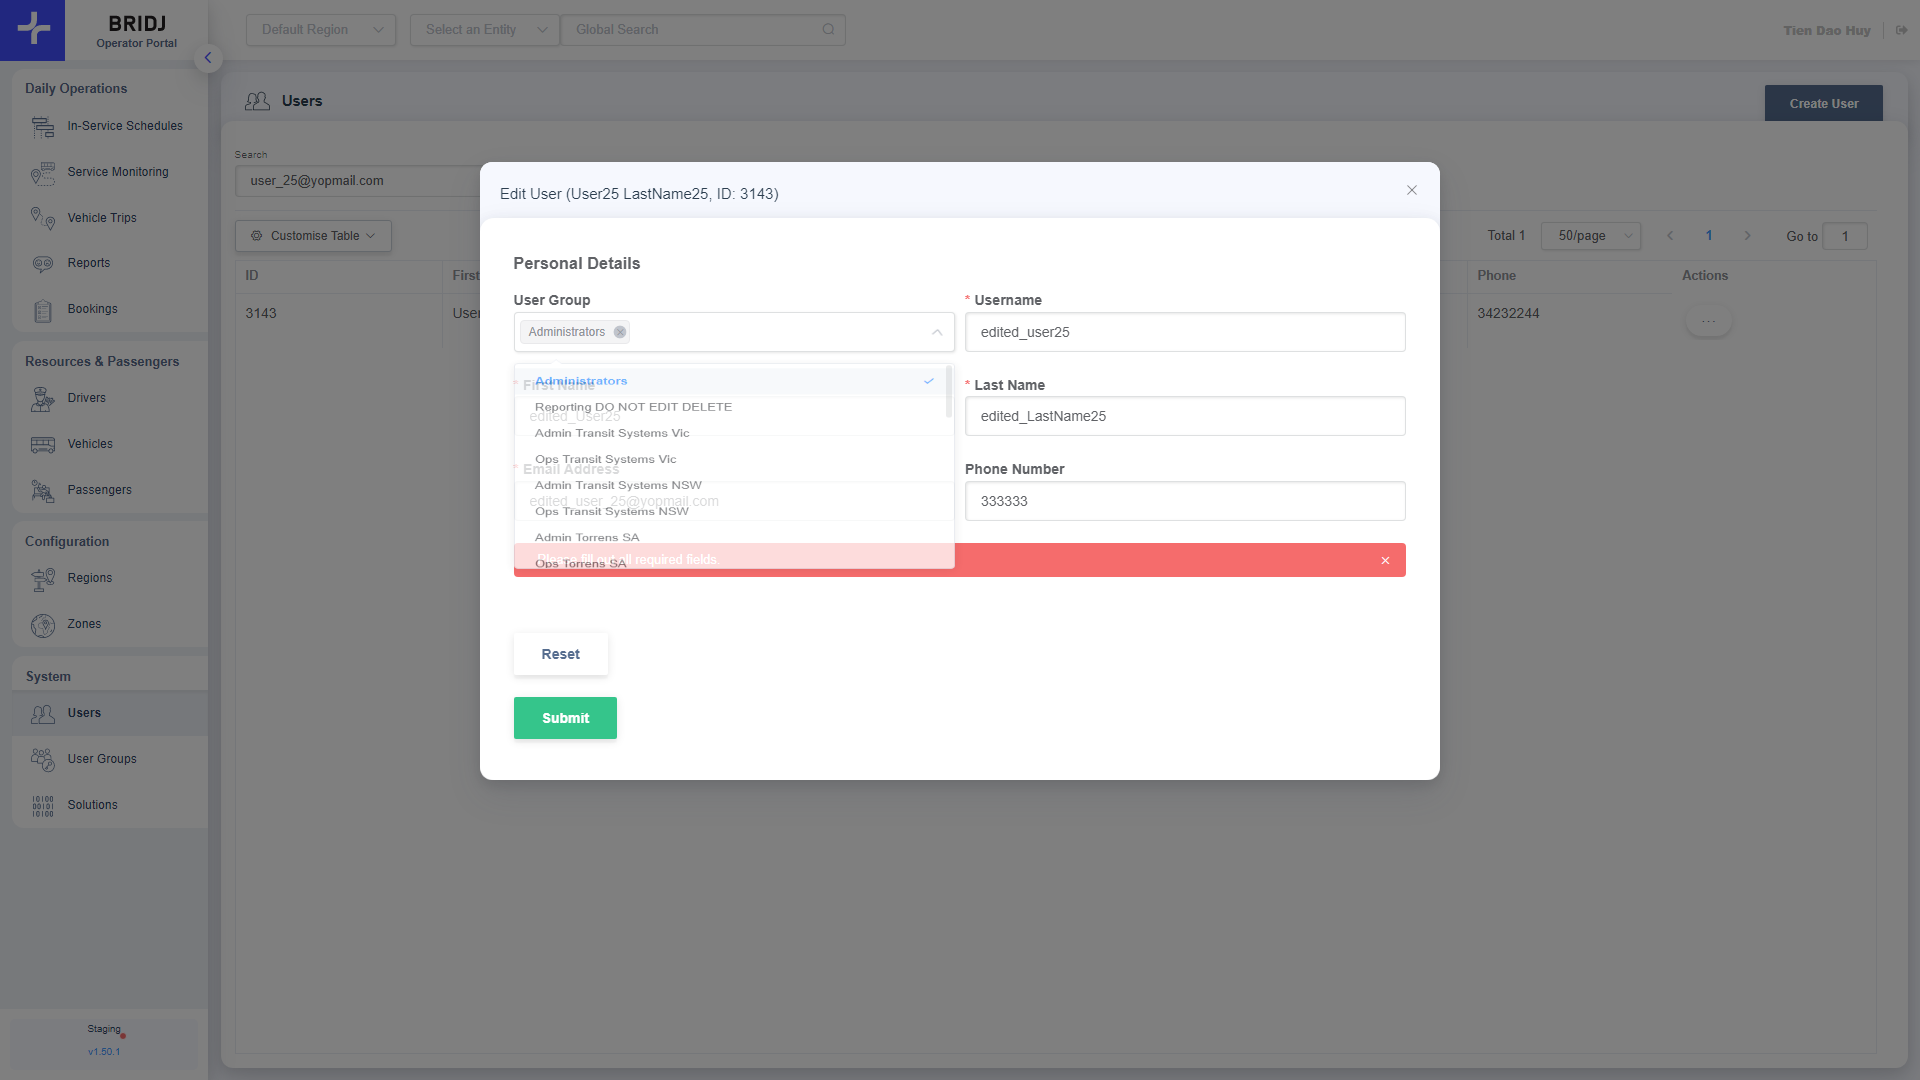 BRIDJ
Operator Portal
Default Region
Select an Entity
Global Search
Tien Dao Huy
Daily Operations
In-Service Schedules
Service Monitoring
Vehicle Trips
Reports
Bookings
Resources & Passengers
Drivers
Vehicles
Passengers
Configuration
Regions
Zones
System
Users
User Groups
Solutions
Staging
v1.50.1
Users
Create User
Search
user_25@yopmail.com
Customise Table
Total 1
50/page
1
Go to
1
ID
First
Phone
Actions
3143
User
34232244
...
Edit User (User25 LastName25, ID: 3143)
Personal Details
User Group
* Username
Administrators
edited_user25
Administrators
* First Name
* Last Name
Reporting DO NOT EDIT DELETE
edited_User25
edited_LastName25
Admin Transit Systems Vic
Ops Transit Systems Vic
* Email Address
Phone Number
Admin Transit Systems NSW
edited_user_25@yopmail.com
333333
Ops Transit Systems NSW
Admin Torrens SA
Please fill out all required fields.
Ops Torrens SA
Reset
Submit